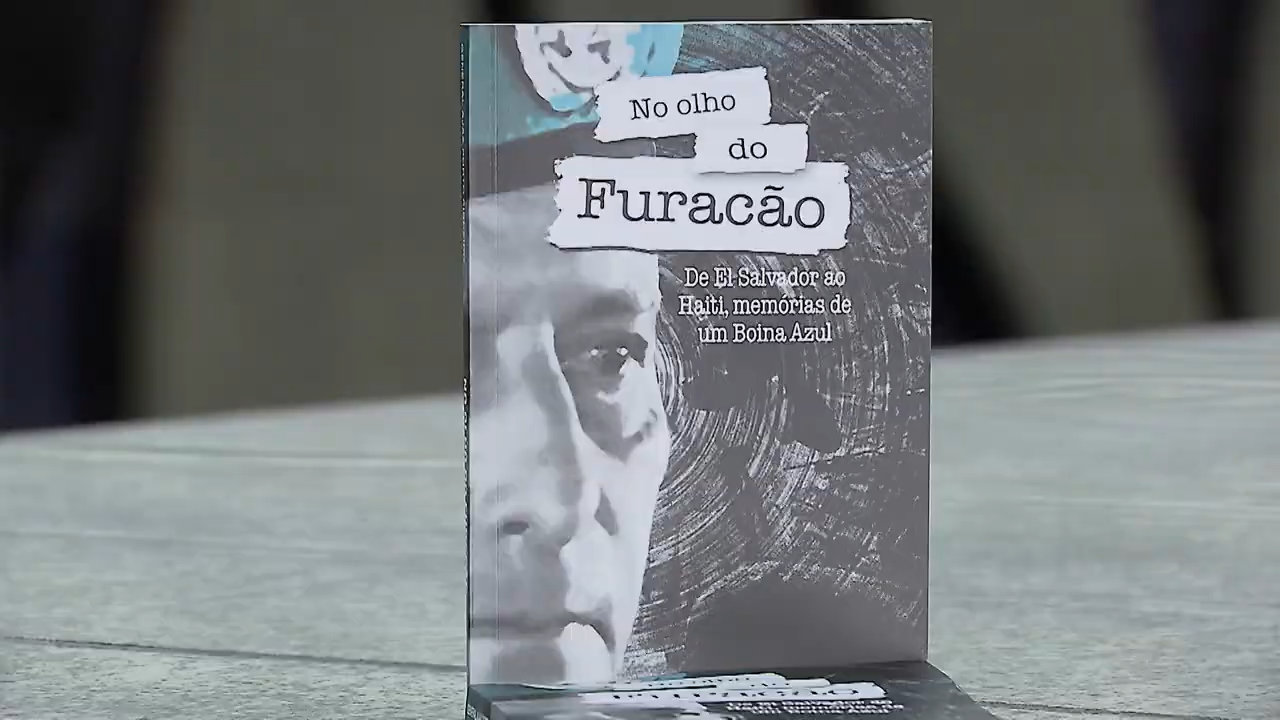 No olho
do
Furacão
De El Salvador ao
Haiti, memórias de
um Boina Azul